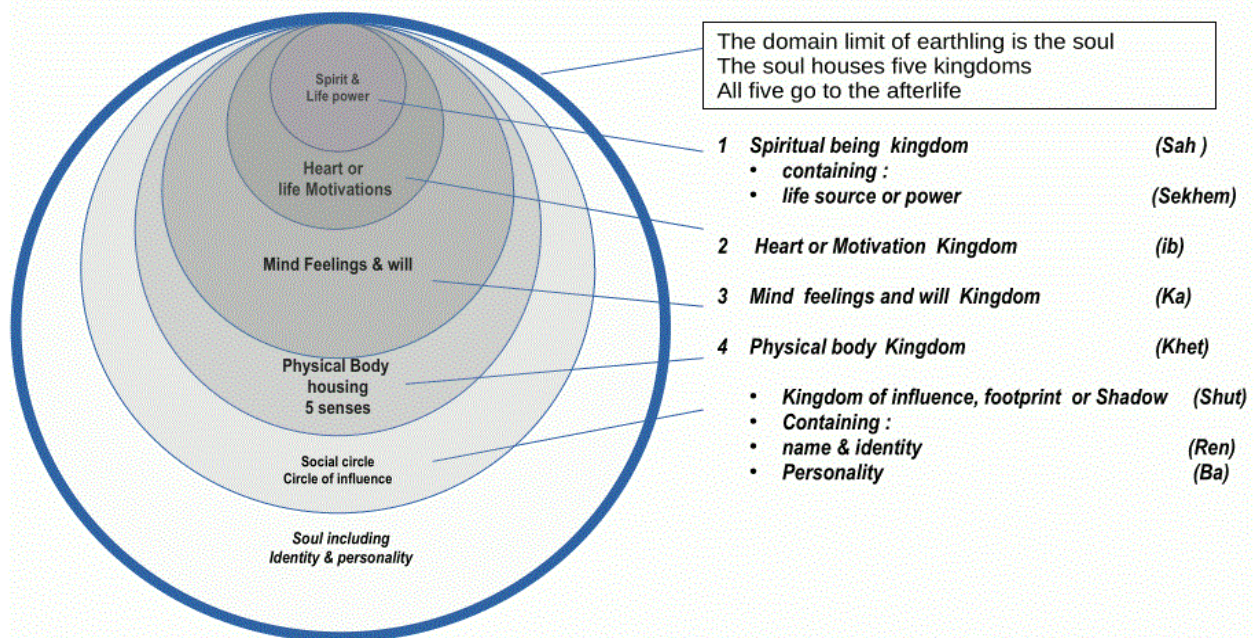 Spirit &
Life power
Heart or
life Motivations
Mind Feelings & will
Physical Body
housing
5 senses
Social circle
Circle of influence
Soul including
Identity & personality
The domain limit of earthling is the soul
The soul houses five kingdoms
All five go to the afterlife
1 Spiritual being kingdom (Sah )
• containing :
• life source or power (Sekhem)
2 Heart or Motivation Kingdom (ib)
3 Mind feelings and will Kingdom (Ka)
4 Physical body Kingdom (Khet)
• Kingdom of influence, footprint or Shadow (Shut)
• Containing :
• name & identity (Ren)
• Personality (Ba)